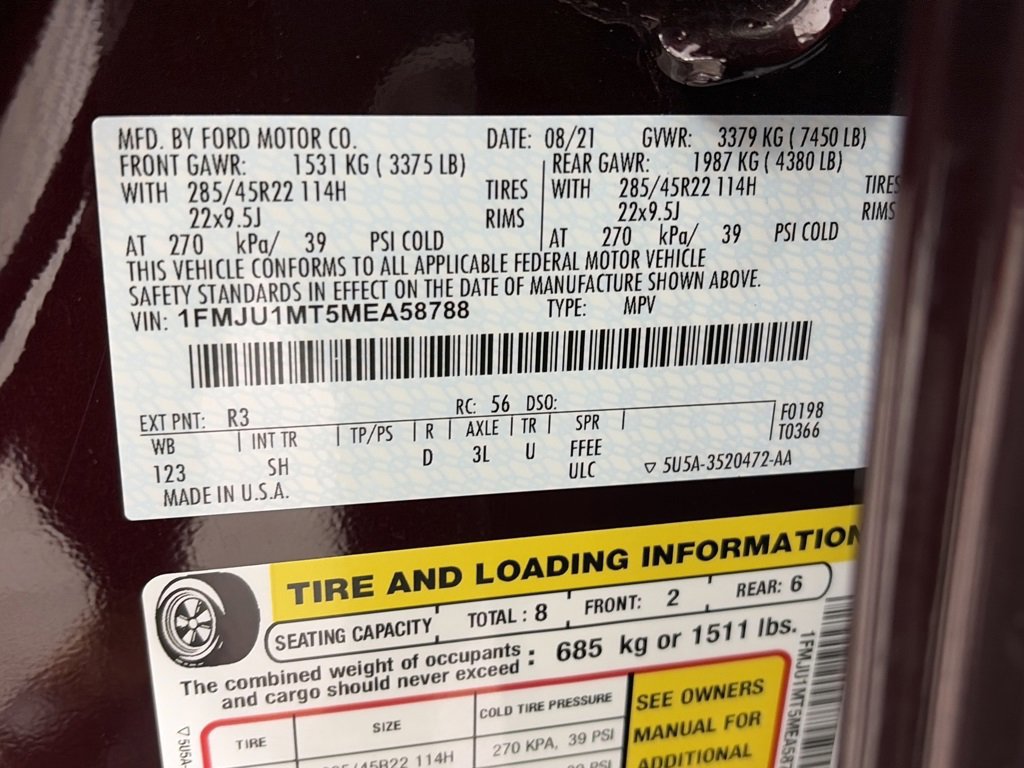 MFD. BY FORD MOTOR CO. DATE: 08/21 GVWR: 3379 KG ( 7450 LB)
FRONT GAWR: 1531 KG ( 3375 LB) REAR GAWR: 1987 KG ( 4380 LB)
WITH 285/45R22 114H TIRES WITH 285/45R22 114H TIRES
22x9.5J RIMS 22x9.5J RIMS
AT 270 kPa/ 39 PSI COLD AT 270 kPa/ 39 PSI COLD
THIS VEHICLE CONFORMS TO ALL APPLICABLE FEDERAL MOTOR VEHICLE
SAFETY STANDARDS IN EFFECT ON THE DATE OF MANUFACTURE SHOWN ABOVE.
VIN: 1FMJU1MT5MEA58788 TYPE: MPV
EXT PNT: R3 RC: 56 DSO: F0198
WB INT TR TP/PS R AXLE TR SPR T0366
123 SH D 3L U FFEE
ULC ▽ 5U5A-3520472-AA
MADE IN U.S.A.
TIRE AND LOADING INFORMATION
SEATING CAPACITY TOTAL : 8 FRONT: 2 REAR: 6
The combined weight of occupants
and cargo should never exceed : 685 kg or 1511 lbs.
TIRE SIZE COLD TIRE PRESSURE SEE OWNERS
MANUAL FOR
ADDITIONAL
285/45R22 114H 270 KPA, 39 PSI
PSI
▽ 5U5A-
1FMJU1MT5MEA58